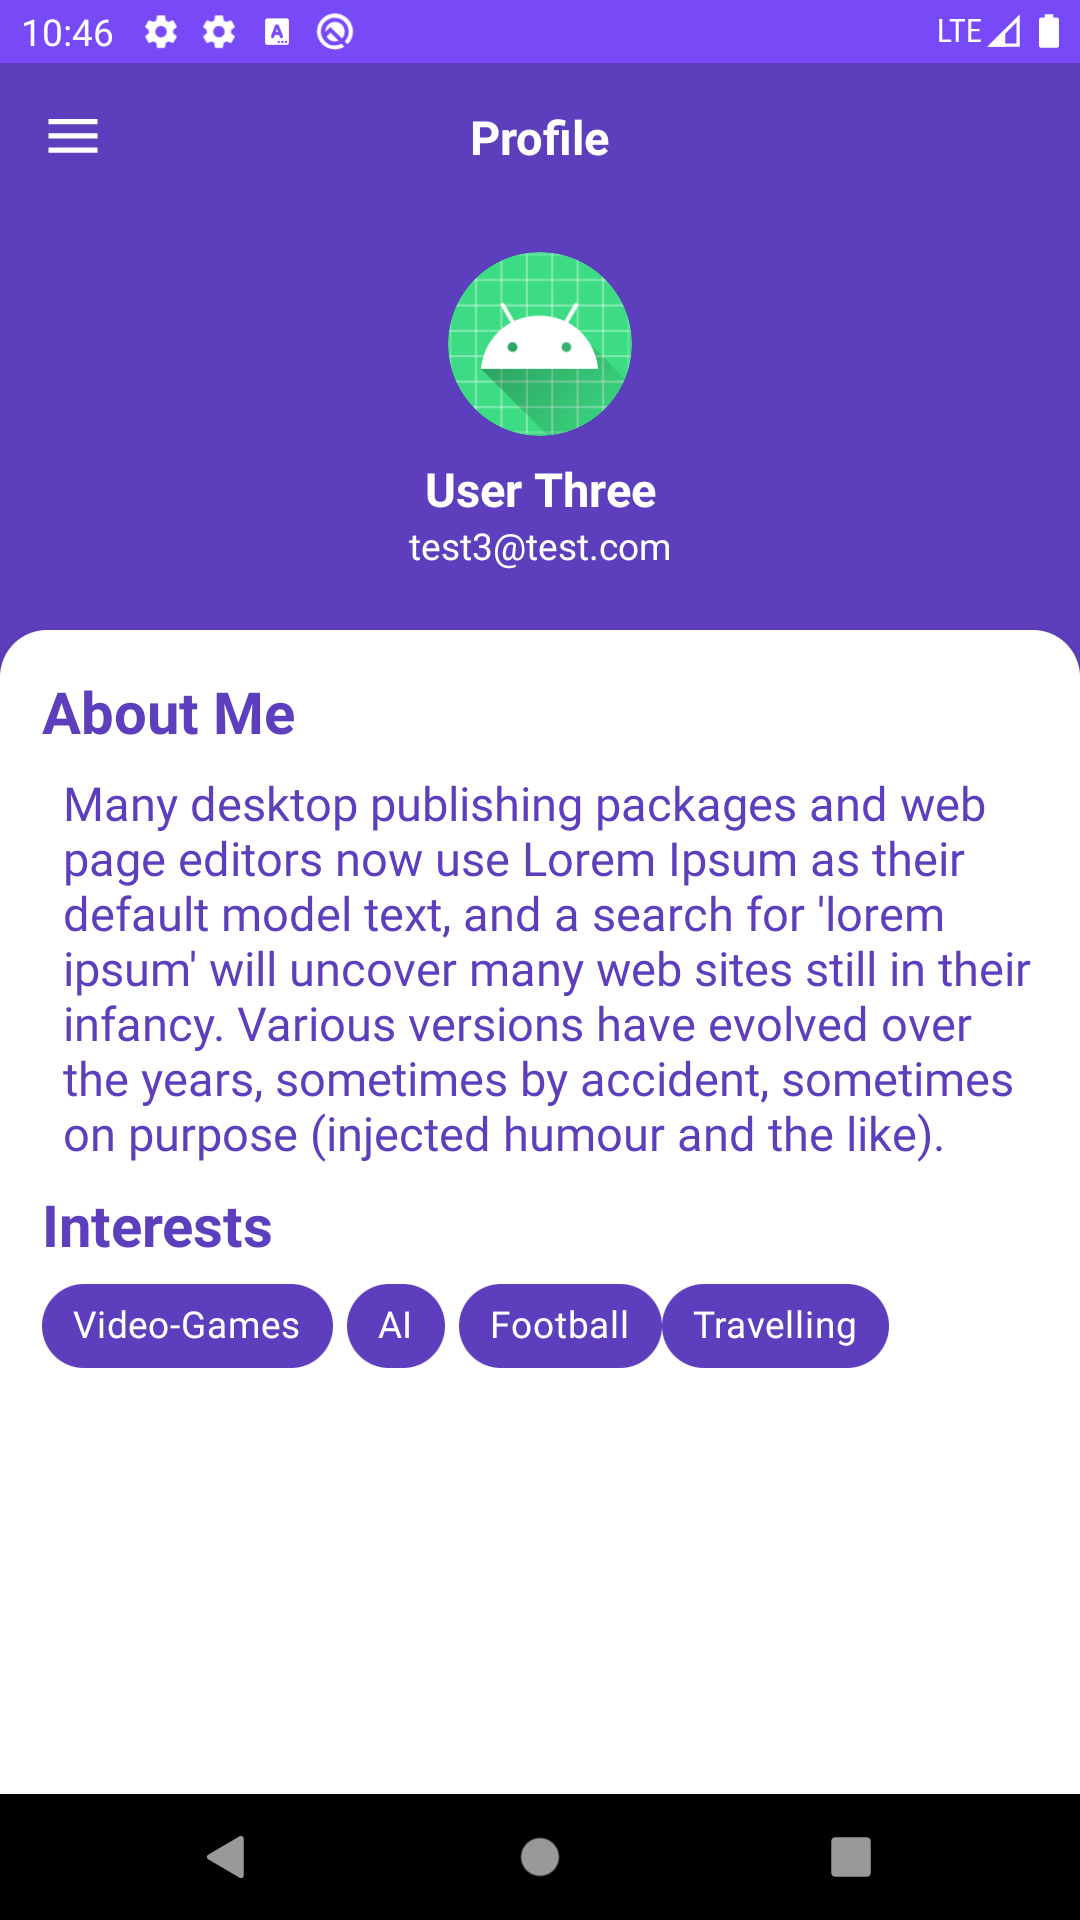 10:46 LTE
Profile
User Three
test3@test.com
About Me
Many desktop publishing packages and web
page editors now use Lorem Ipsum as their
default model text, and a search for 'lorem
ipsum' will uncover many web sites still in their
infancy. Various versions have evolved over
the years, sometimes by accident, sometimes
on purpose (injected humour and the like).
Interests
Video-Games AI Football Travelling